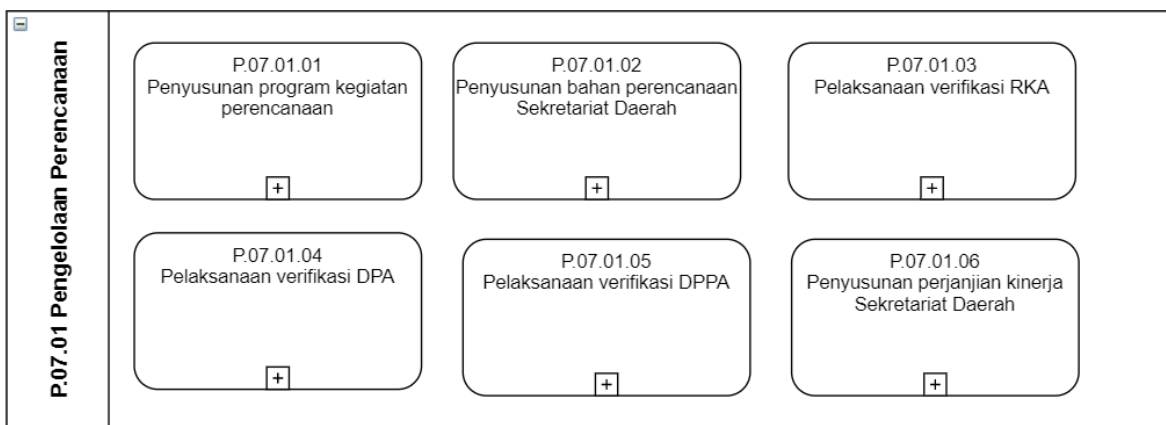 P.07.01 Pengelolaan Perencanaan
P.07.01.01
Penyusunan program kegiatan
perencanaan
P.07.01.02
Penyusunan bahan perencanaan
Sekretariat Daerah
P.07.01.03
Pelaksanaan verifikasi RKA
P.07.01.04
Pelaksanaan verifikasi DPA
P.07.01.05
Pelaksanaan verifikasi DPPA
P.07.01.06
Penyusunan perjanjian kinerja
Sekretariat Daerah